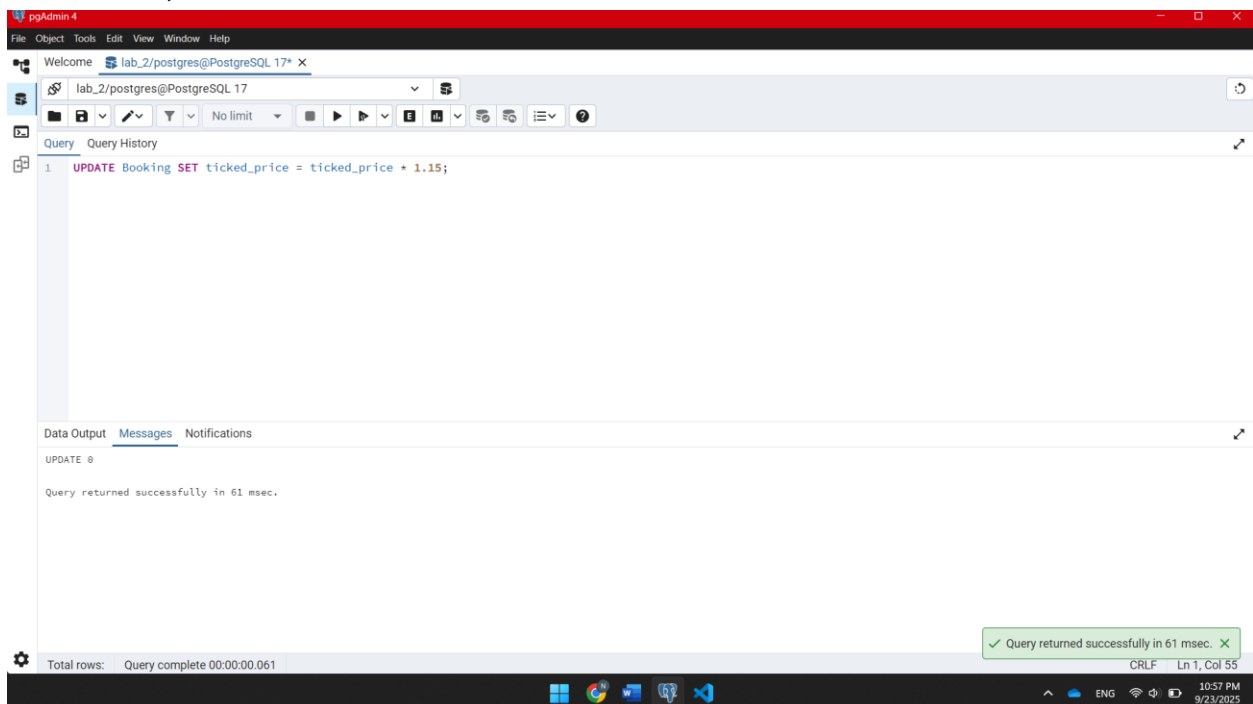 pgAdmin 4
File Object Tools Edit View Window Help
Welcome lab_2/postgres@PostgreSQL 17* X
lab_2/postgres@PostgreSQL 17
No limit E
Query Query History
1 UPDATE Booking SET ticked_price = ticked_price * 1.15;
Data Output Messages Notifications
UPDATE 0
Query returned successfully in 61 msec.
Query returned successfully in 61 msec.
Total rows: Query complete 00:00:00.061 CRLF Ln 1, Col 55
ENG 10:57 PM
9/23/2025